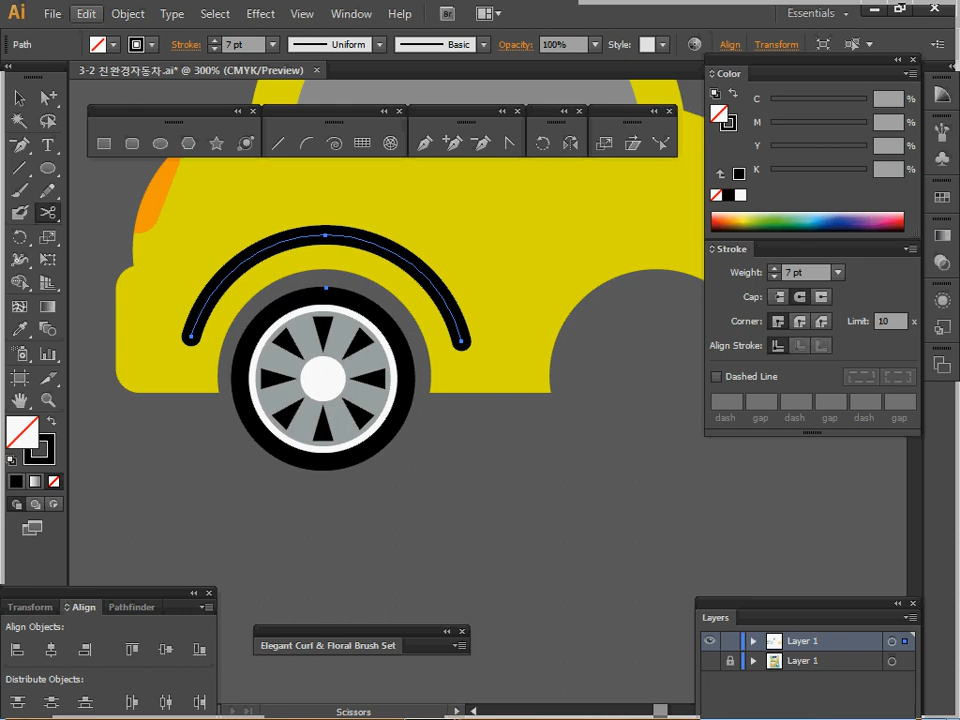 Ai File Edit Object Type Select Effect View Window Help Br Essentials
Path Stroke: 7 pt Uniform Basic Opacity: 100% Style: Align Transform
3-2 친환경자동차.ai* @ 300% (CMYK/Preview) ×
Color
C %
M %
Y %
K %
Stroke
Weight: 7 pt
Cap:
Corner: Limit: 10 x
Align Stroke:
Dashed Line
dash gap dash gap dash gap
Transform Align Pathfinder
Align Objects:
Distribute Objects:
Elegant Curl & Floral Brush Set
Layers
Layer 1
Layer 1
Scissors